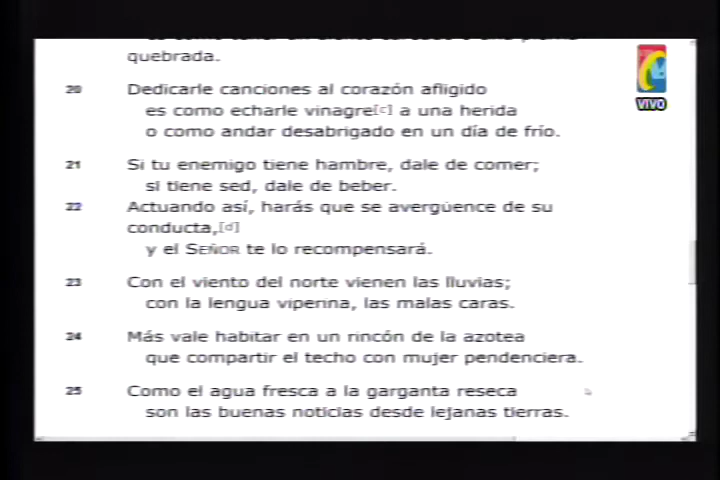 quebrada.
20 Dedicarle canciones al corazón afligido
es como echarle vinagre[c] a una herida
o como andar desabrigado en un día de frío.
21 Si tu enemigo tiene hambre, dale de comer;
si tiene sed, dale de beber.
22 Actuando así, harás que se avergüence de su
conducta,[d]
y el SEÑOR te lo recompensará.
23 Con el viento del norte vienen las lluvias;
con la lengua viperina, las malas caras.
24 Más vale habitar en un rincón de la azotea
que compartir el techo con mujer pendenciera.
25 Como el agua fresca a la garganta reseca
son las buenas noticias desde lejanas tierras.
VIVO